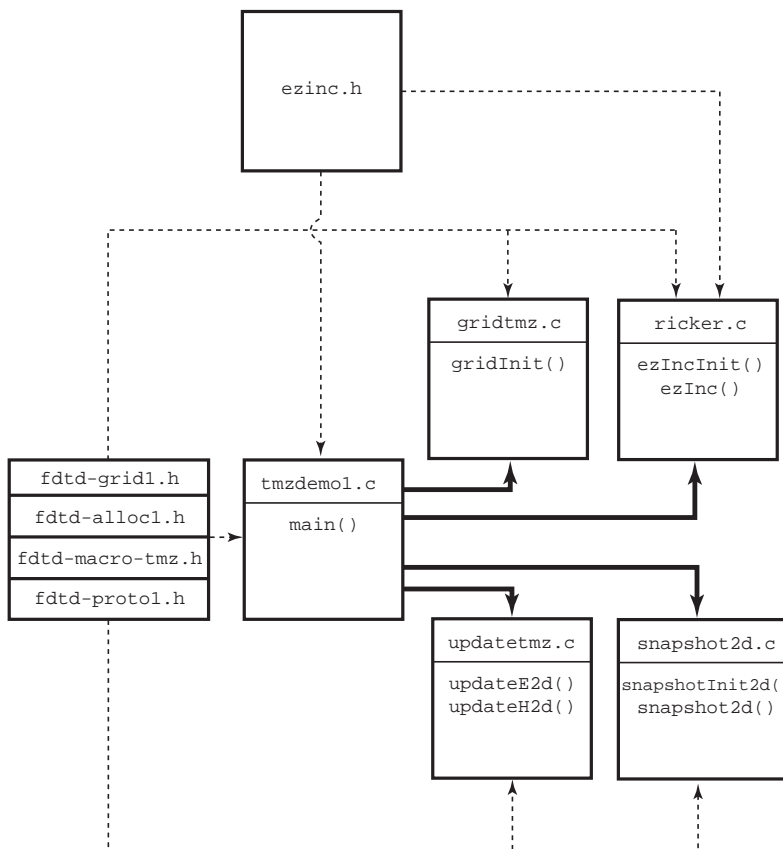 ezinc.h
gridtmz.c
gridInit()
ricker.c
ezIncInit()
ezInc()
fdtd-grid1.h
fdtd-alloc1.h
fdtd-macro-tmz.h
fdtd-proto1.h
tmzdemo1.c
main()
updatetmz.c
updateE2d()
updateH2d()
snapshot2d.c
snapshotInit2d(
snapshot2d()